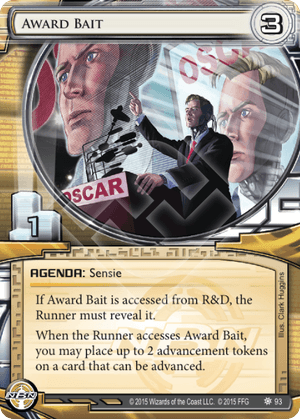 AWARD BAIT
3
OSCAR
OSCAR
1
AGENDA: Sensie
If Award Bait is accessed from R&D, the
Runner must reveal it.
When the Runner accesses Award Bait,
you may place up to 2 advancement tokens
on a card that can be advanced.
Illus. Clark Huggins
NBN
© 2015 Wizards of the Coast LLC. © 2015 FFG
93